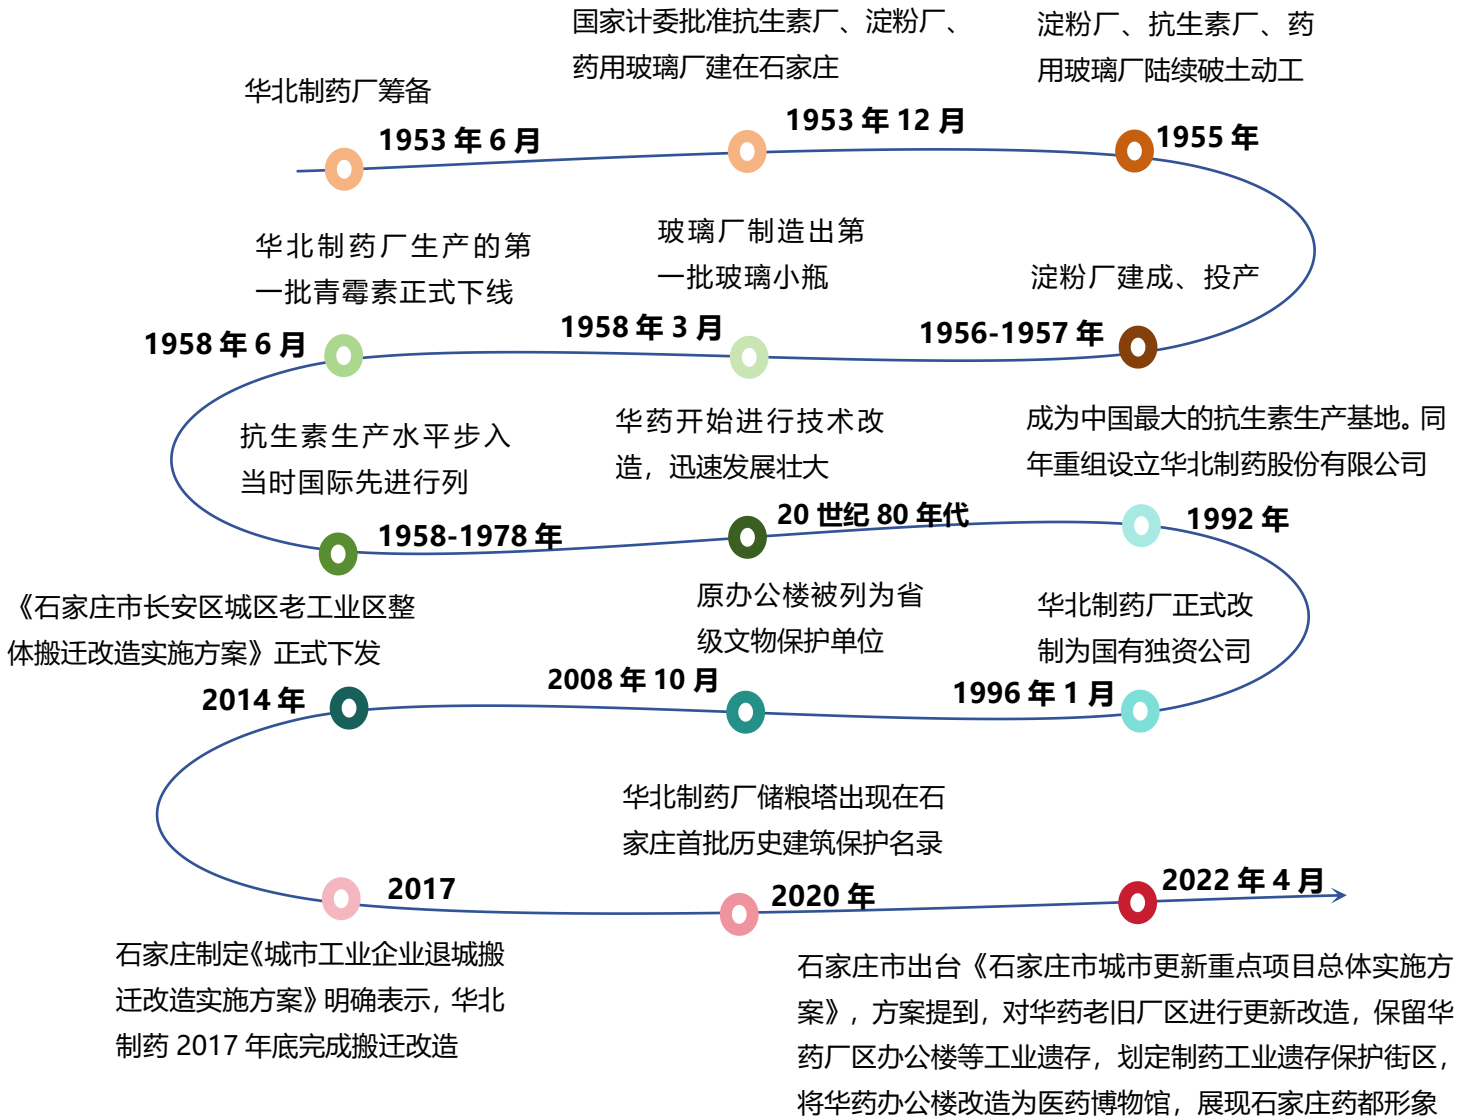 华北制药厂筹备
1953 年 6 月
国家计委批准抗生素厂、淀粉厂、
药用玻璃厂建在石家庄
1953 年 12 月
淀粉厂、抗生素厂、药
用玻璃厂陆续破土动工
1955 年
淀粉厂建成、投产
1956-1957 年
玻璃厂制造出第
一批玻璃小瓶
1958 年 3 月
华北制药厂生产的第
一批青霉素正式下线
1958 年 6 月
抗生素生产水平步入
当时国际先进行列
1958-1978 年
华药开始进行技术改
造，迅速发展壮大
20 世纪 80 年代
成为中国最大的抗生素生产基地。同
年重组设立华北制药股份有限公司
1992 年
华北制药厂正式改
制为国有独资公司
1996 年 1 月
原办公楼被列为省
级文物保护单位
2008 年 10 月
《石家庄市长安区城区老工业区整
体搬迁改造实施方案》正式下发
2014 年
2017
石家庄制定《城市工业企业退城搬
迁改造实施方案》明确表示，华北
制药 2017 年底完成搬迁改造
华北制药厂储粮塔出现在石
家庄首批历史建筑保护名录
2020 年
2022 年 4 月
石家庄市出台《石家庄市城市更新重点项目总体实施方
案》，方案提到，对华药老旧厂区进行更新改造，保留华
药厂区办公楼等工业遗存，划定制药工业遗存保护街区，
将华药办公楼改造为医药博物馆，展现石家庄药都形象